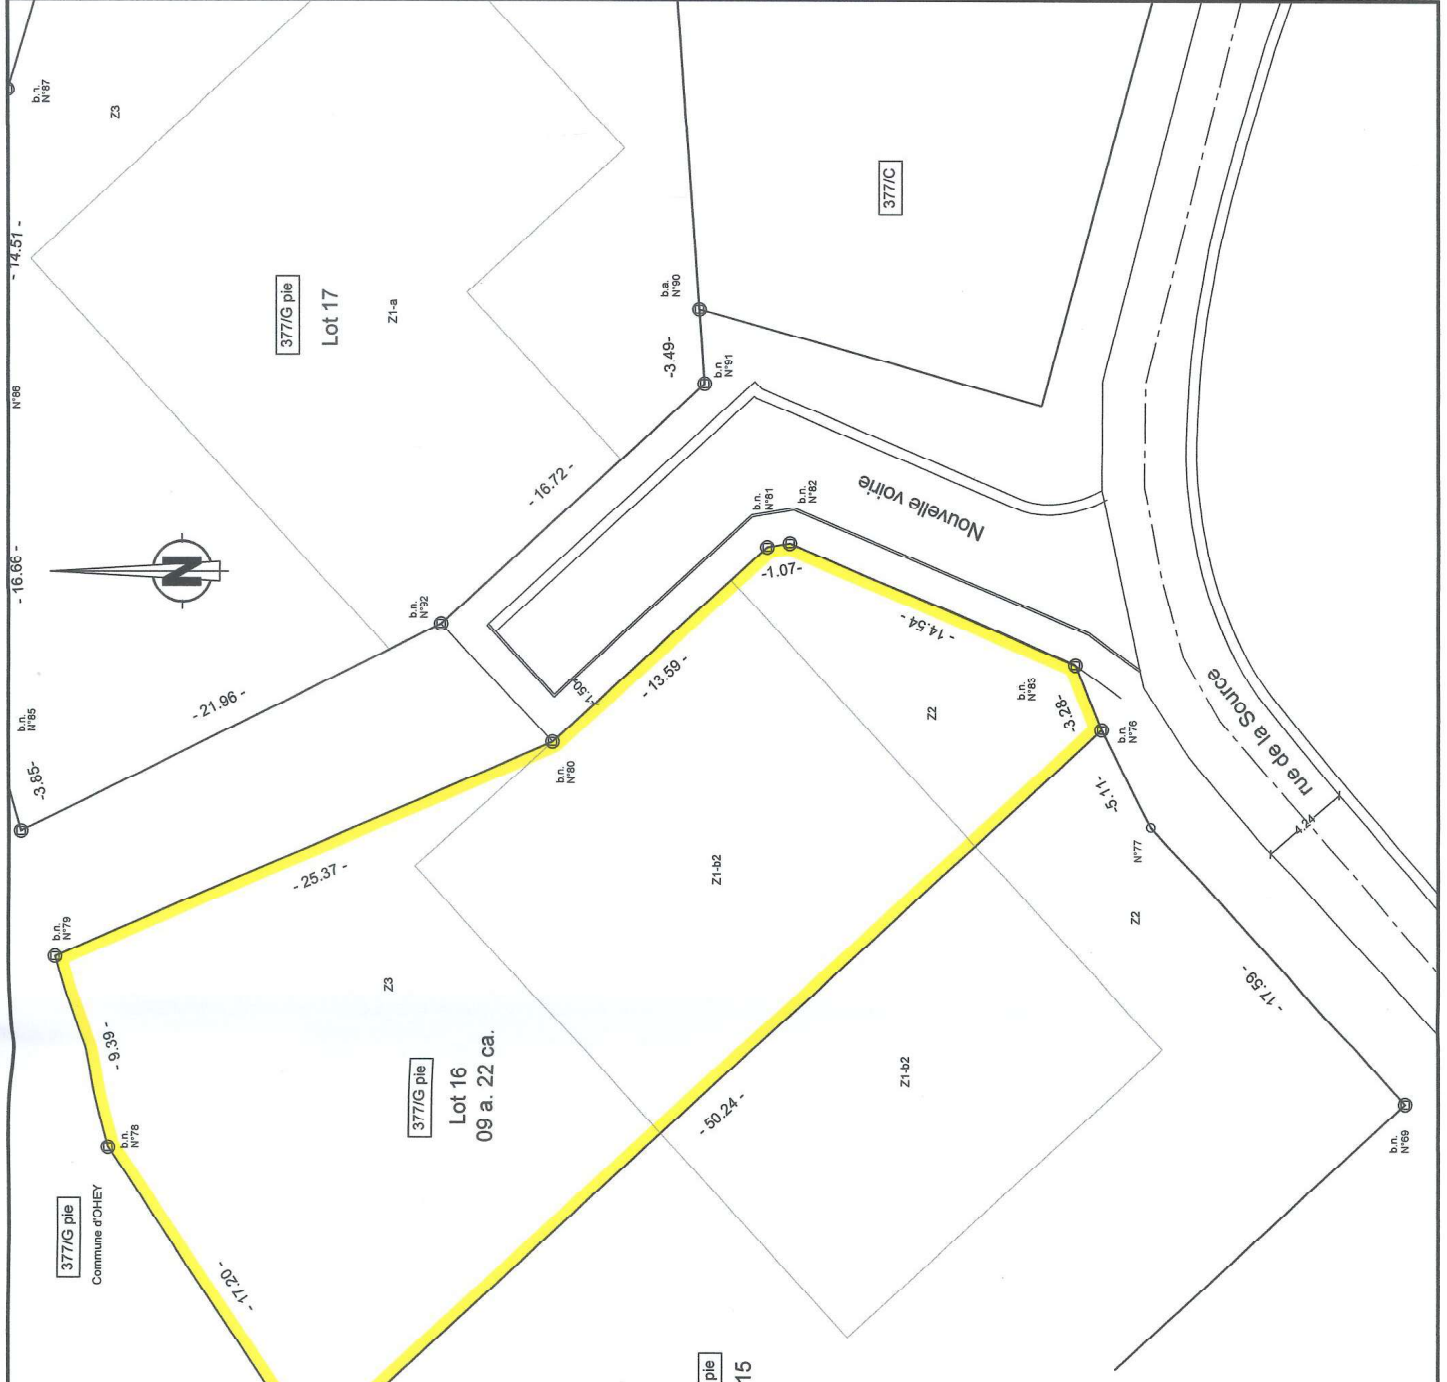 b.n.
N°87
Z3
- 14.51 -
N°86
- 16.66 -
b.n.
N°85
-3.85-
377/G pie
Lot 17
Z1-a
377/C
b.a.
N°90
-3.49-
b.n
N°91
- 16.72 -
N
b.n.
N°92
- 21.96 -
b.n.
N°81
b.n.
N°82
Nouvelle voirie
-1.07-
- 14.54 -
- 13.59 -
1.50
b.n.
N°80
b.n.
N°83
-3.28-
b.n.
N°76
Z2
rue de la Source
4.24
-5.11-
N°77
Z2
- 25.37 -
Z1-b2
b.n.
N°79
Z3
- 9.39 -
377/G pie
Lot 16
09 a. 22 ca.
b.n.
N°78
- 17.59 -
Z1-b2
- 50.24 -
b.n.
N°69
377/G pie
Commune d'OHEY
- 17.20 -
pie
15